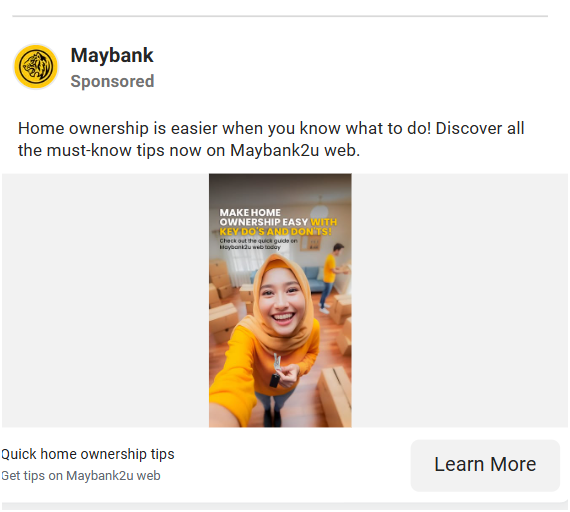 Maybank
Sponsored
Home ownership is easier when you know what to do! Discover all
the must-know tips now on Maybank2u web.
MAKE HOME
OWNERSHIP EASY WITH
KEY DO'S AND DON'TS!
Check out the quick guide on
Maybank2u web today
Quick home ownership tips
Get tips on Maybank2u web
Learn More